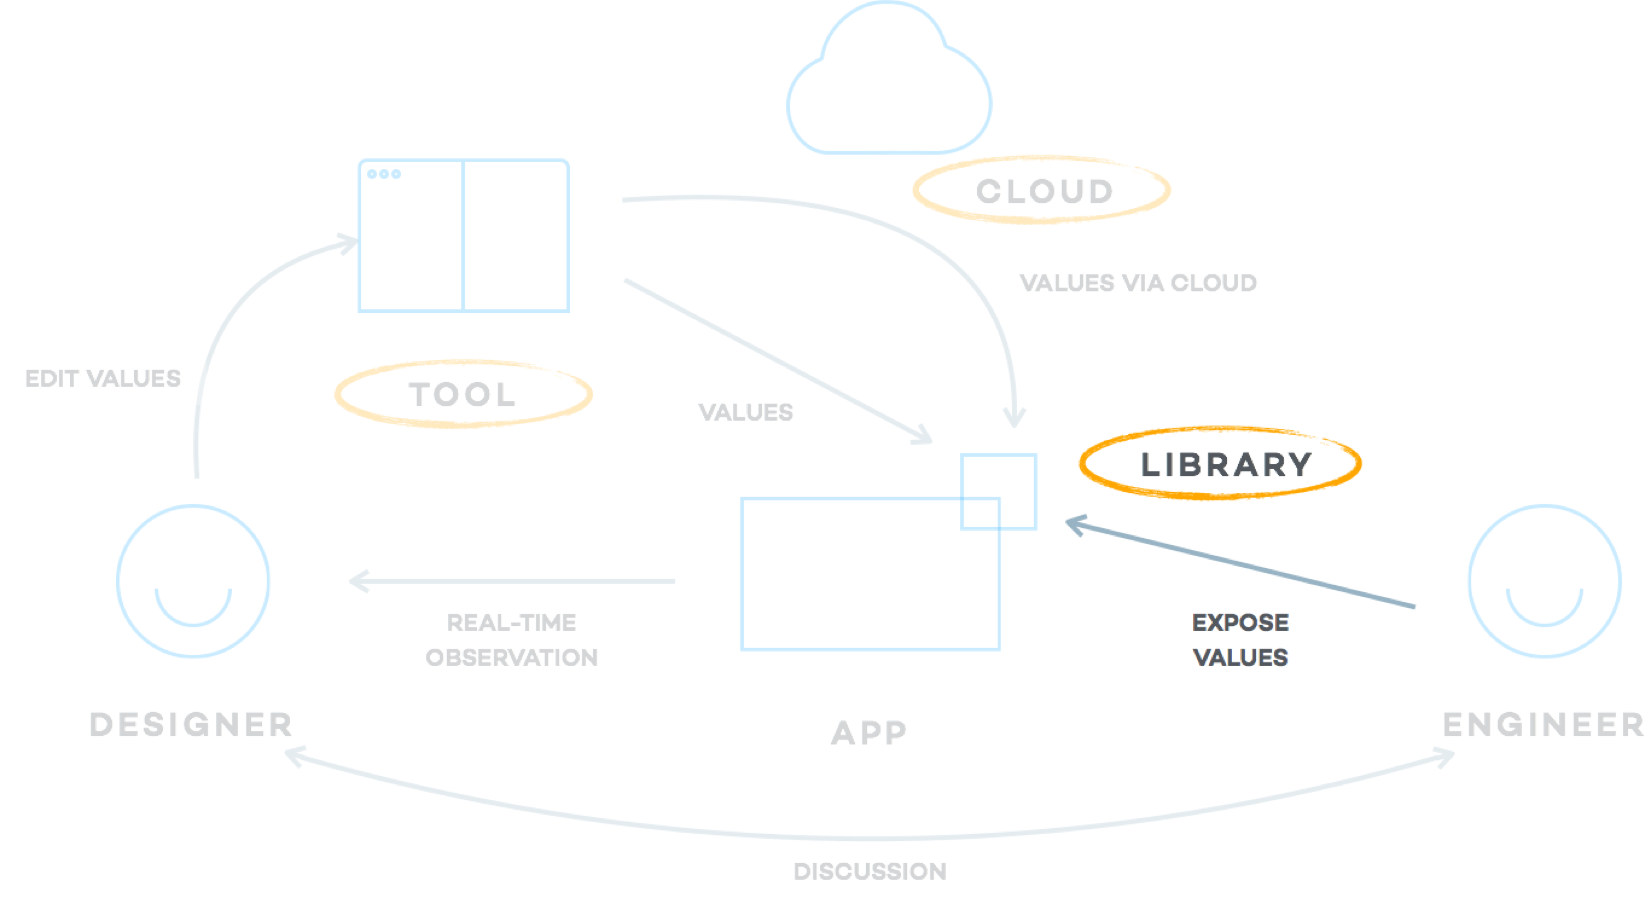 CLOUD
VALUES VIA CLOUD
EDIT VALUES
TOOL
VALUES
LIBRARY
REAL-TIME
OBSERVATION
EXPOSE
VALUES
DESIGNER
APP
ENGINEER
DISCUSSION